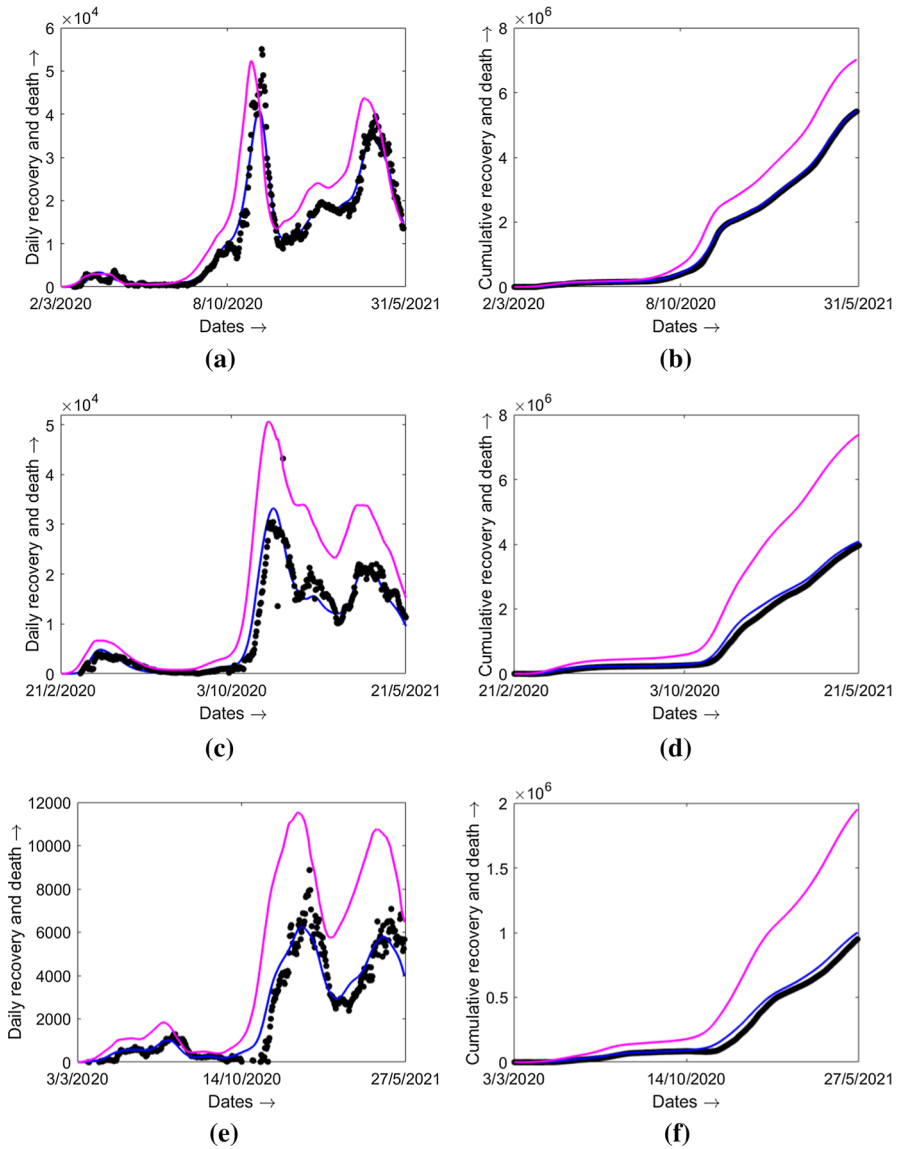 ×10⁴
6
5
4
3
2
1
0
Daily recovery and death →
2/3/2020 8/10/2020 31/5/2021
Dates →
(a)
×10⁶
8
6
4
2
0
Cumulative recovery and death →
2/3/2020 8/10/2020 31/5/2021
Dates →
(b)
×10⁴
5
4
3
2
1
0
Daily recovery and death →
21/2/2020 3/10/2020 21/5/2021
Dates →
(c)
×10⁶
8
6
4
2
0
Cumulative recovery and death →
21/2/2020 3/10/2020 21/5/2021
Dates →
(d)
12000
10000
8000
6000
4000
2000
0
Daily recovery and death →
3/3/2020 14/10/2020 27/5/2021
Dates →
(e)
×10⁶
2
1.5
1
0.5
0
Cumulative recovery and death →
3/3/2020 14/10/2020 27/5/2021
Dates →
(f)